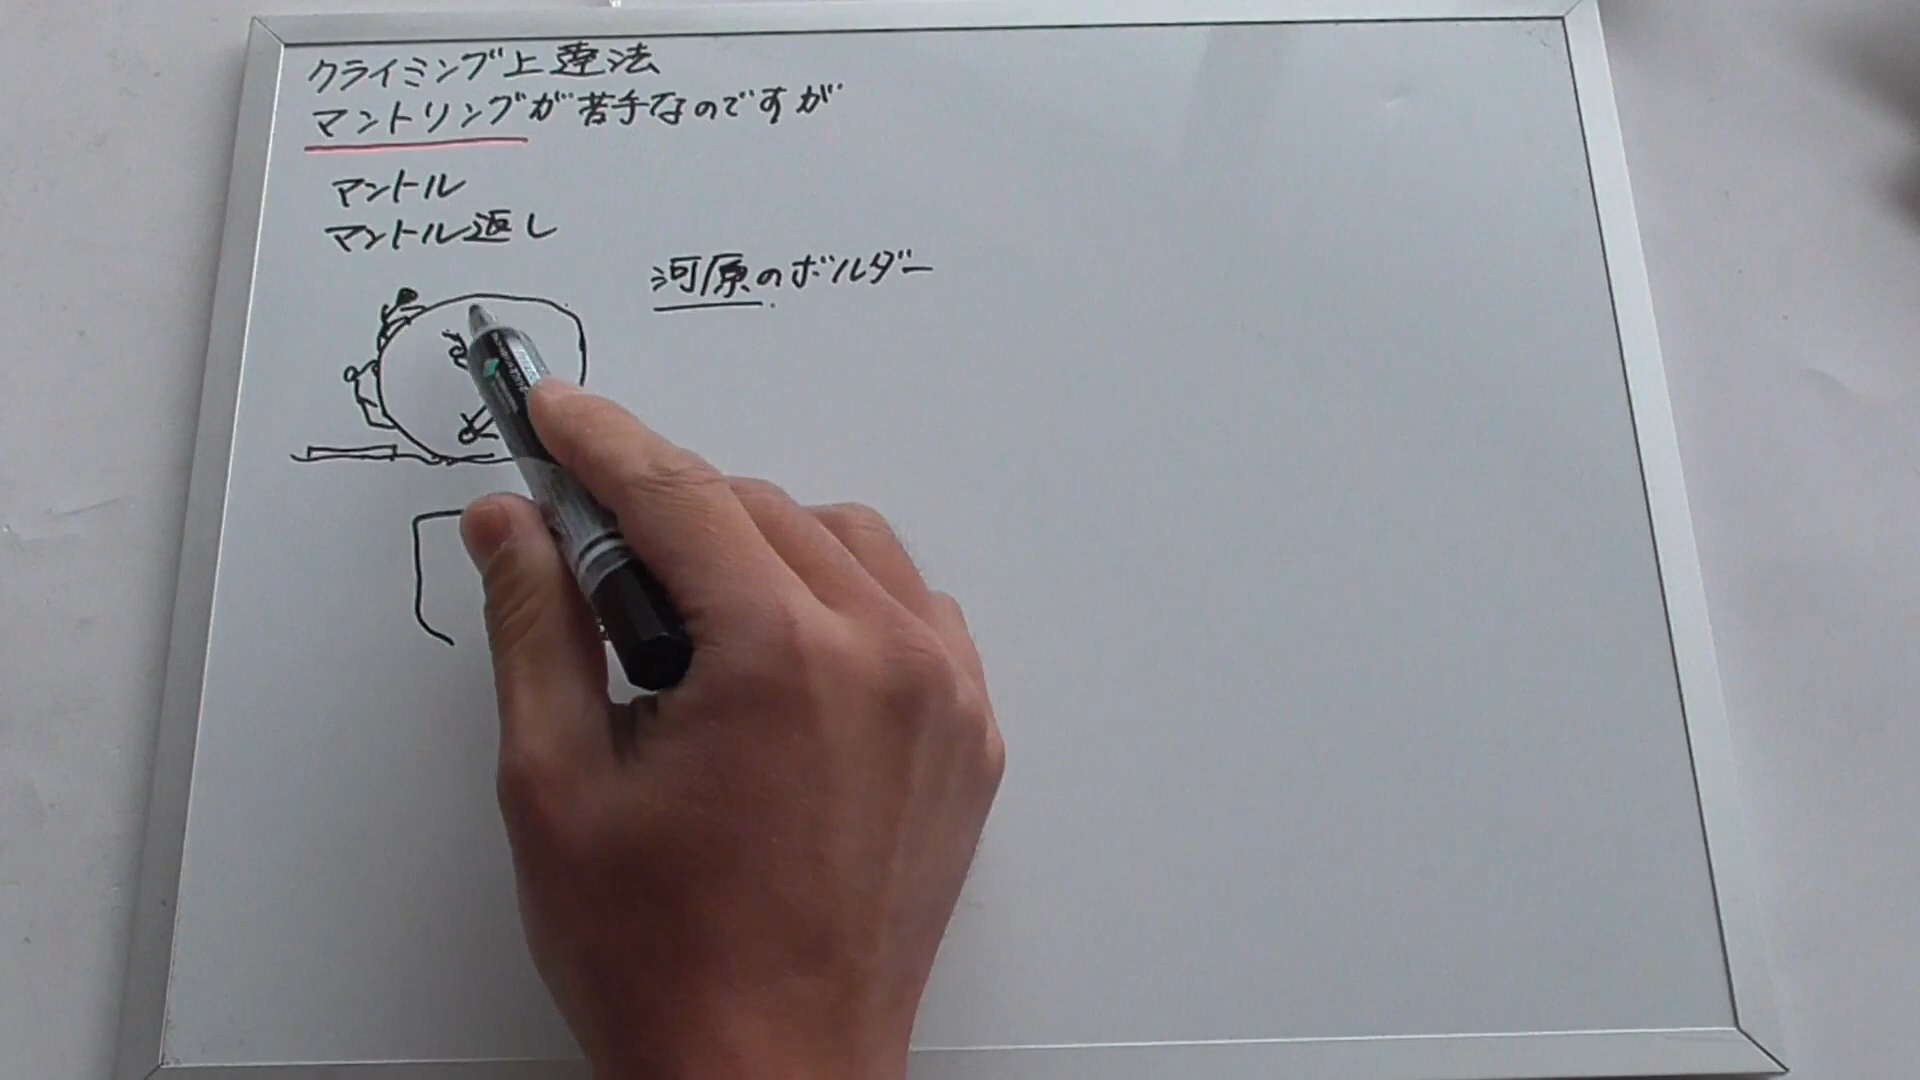 クライミング上達法
マントリングが苦手なのですが
マントル
マントル返し
河原のボルダー